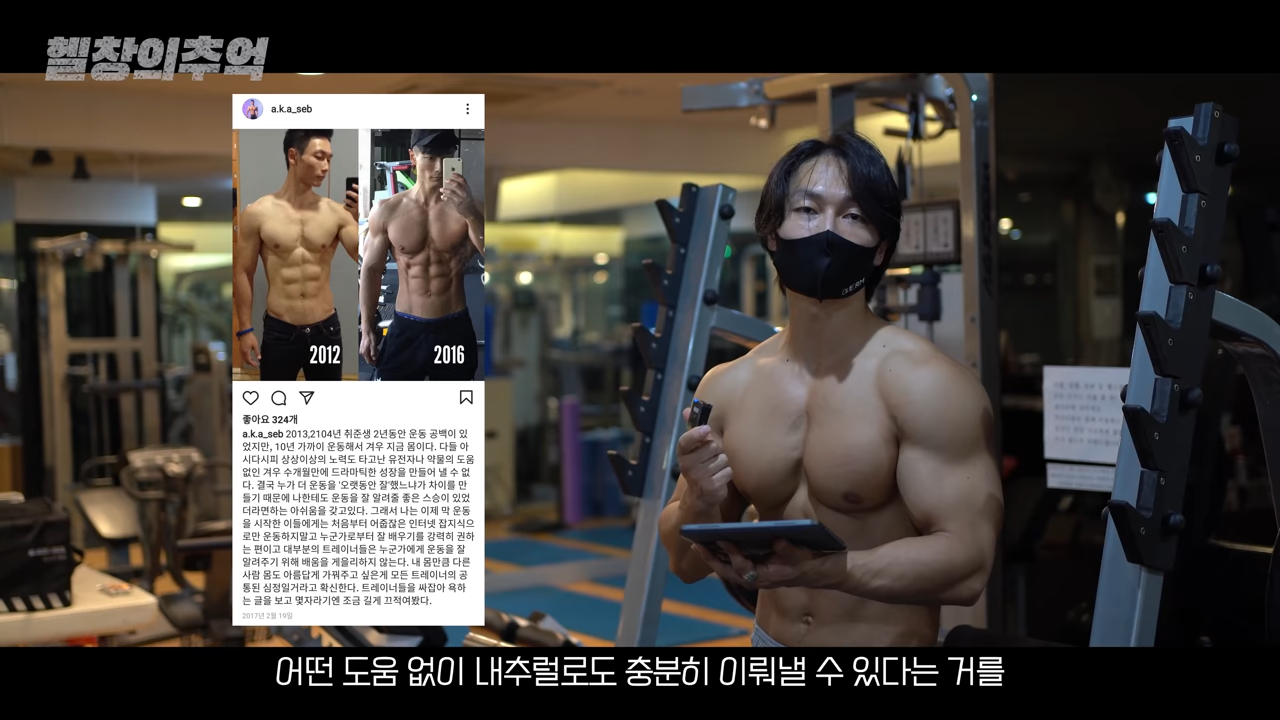 헬창의추억
a.k.a_seb
2012
2016
좋아요 324개
a.k.a_seb 2013,2104년 취준생 2년동안 운동 공백이 있
었지만, 10년 가까이 운동해서 겨우 지금 몸이다. 다들 아
시다시피 상상이상의 노력도 타고난 유전자나 약물의 도움
없인 겨우 수개월만에 드라마틱한 성장을 만들어 낼 수 없
다. 결국 누가 더 운동을 '오랫동안 잘'했느냐가 차이를 만
들기 때문에 나한테도 운동을 잘 알려줄 좋은 스승이 있었
더라면하는 아쉬움을 갖고있다. 그래서 나는 이제 막 운동
을 시작한 이들에게는 처음부터 어줍잖은 인터넷 잡지식으
로만 운동하지말고 누군가로부터 잘 배우기를 강력히 권하
는 편이고 대부분의 트레이너들은 누군가에게 운동을 잘
알려주기 위해 배움을 게을리하지 않는다. 내 몸만큼 다른
사람 몸도 아름답게 가꿔주고 싶은게 모든 트레이너의 공
통된 심정일거라고 확신한다. 트레이너들을 싸잡아 욕하
는 글을 보고 몇자라기엔 조금 길게 끄적여봤다.
2017년 2월 19일
어떤 도움 없이 내추럴로도 충분히 이뤄낼 수 있다는 거를